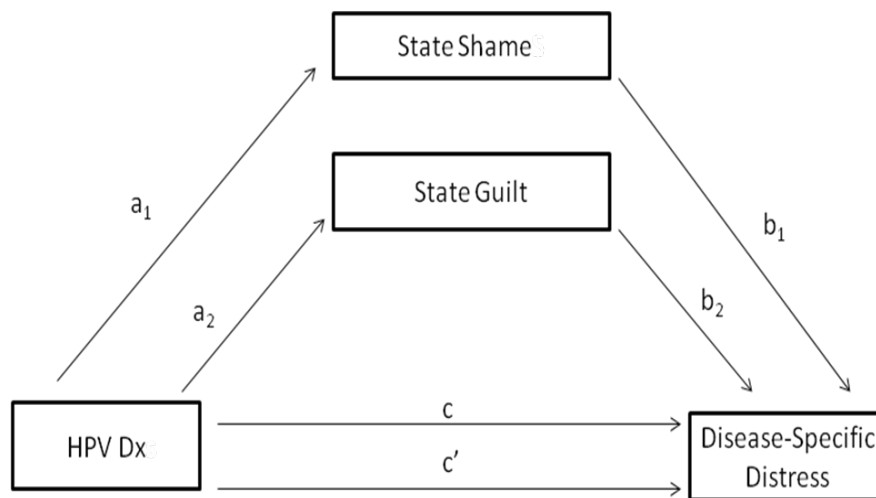 State Shame
State Guilt
a₁
b₁
a₂
b₂
HPV Dx
c
c’
Disease-Specific
Distress